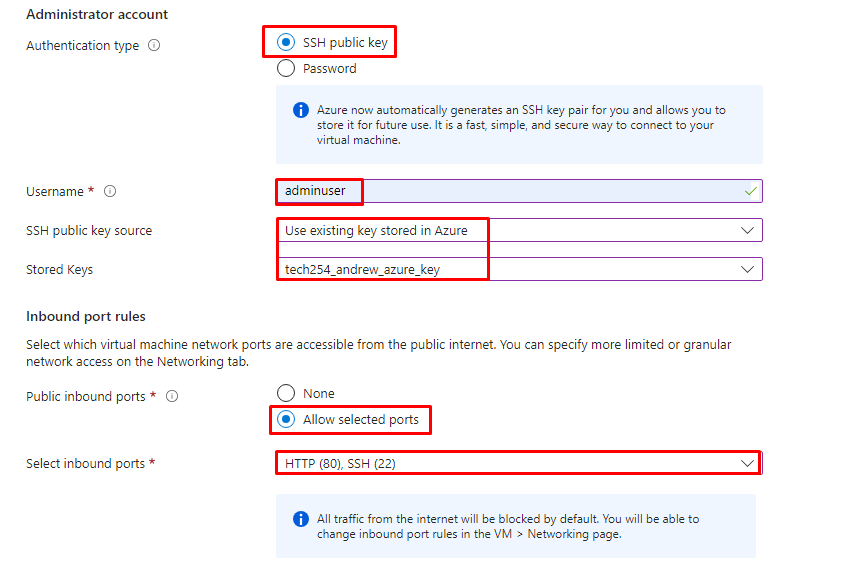 Administrator account
Authentication type
SSH public key
Password
Azure now automatically generates an SSH key pair for you and allows you to
store it for future use. It is a fast, simple, and secure way to connect to your
virtual machine.
Username *
adminuser
SSH public key source
Use existing key stored in Azure
Stored Keys
tech254_andrew_azure_key
Inbound port rules
Select which virtual machine network ports are accessible from the public internet. You can specify more limited or granular
network access on the Networking tab.
Public inbound ports *
None
Allow selected ports
Select inbound ports *
HTTP (80), SSH (22)
All traffic from the internet will be blocked by default. You will be able to
change inbound port rules in the VM > Networking page.